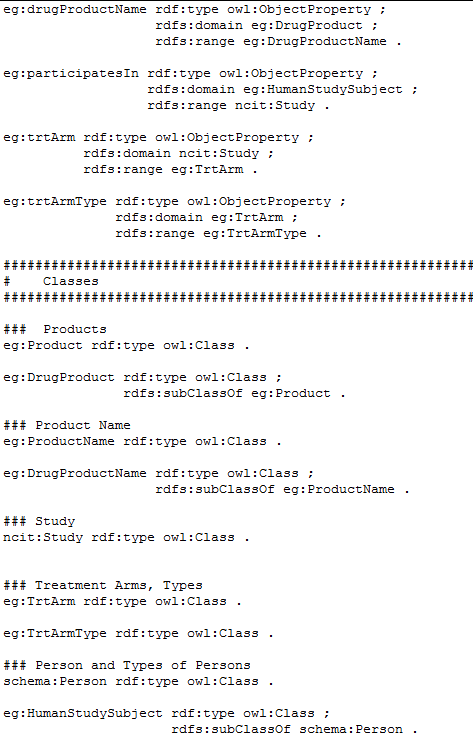 eg:drugProductName rdf:type owl:ObjectProperty ;
                   rdfs:domain eg:DrugProduct ;
                   rdfs:range eg:DrugProductName .

eg:participatesIn rdf:type owl:ObjectProperty ;
                  rdfs:domain eg:HumanStudySubject ;
                  rdfs:range ncit:Study .

eg:trtArm rdf:type owl:ObjectProperty ;
          rdfs:domain ncit:Study ;
          rdfs:range eg:TrtArm .

eg:trtArmType rdf:type owl:ObjectProperty ;
              rdfs:domain eg:TrtArm ;
              rdfs:range eg:TrtArmType .

###########################################################
#    Classes
###########################################################

###  Products
eg:Product rdf:type owl:Class .

eg:DrugProduct rdf:type owl:Class ;
               rdfs:subClassOf eg:Product .

### Product Name
eg:ProductName rdf:type owl:Class .

eg:DrugProductName rdf:type owl:Class ;
                   rdfs:subClassOf eg:ProductName .

### Study
ncit:Study rdf:type owl:Class .


### Treatment Arms, Types
eg:TrtArm rdf:type owl:Class .

eg:TrtArmType rdf:type owl:Class .

### Person and Types of Persons
schema:Person rdf:type owl:Class .

eg:HumanStudySubject rdf:type owl:Class ;
                     rdfs:subClassOf schema:Person .